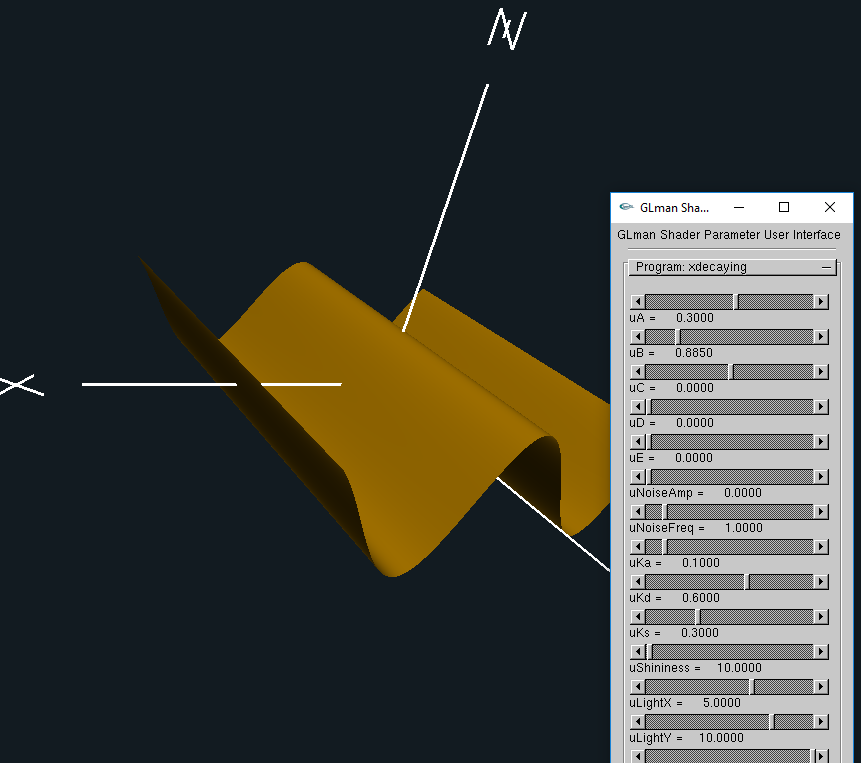 Z
X
GLman Sha...
GLman Shader Parameter User Interface
Program: xdecaying
uA = 0.3000
uB = 0.8850
uC = 0.0000
uD = 0.0000
uE = 0.0000
uNoiseAmp = 0.0000
uNoiseFreq = 1.0000
uKa = 0.1000
uKd = 0.6000
uKs = 0.3000
uShininess = 10.0000
uLightX = 5.0000
uLightY = 10.0000